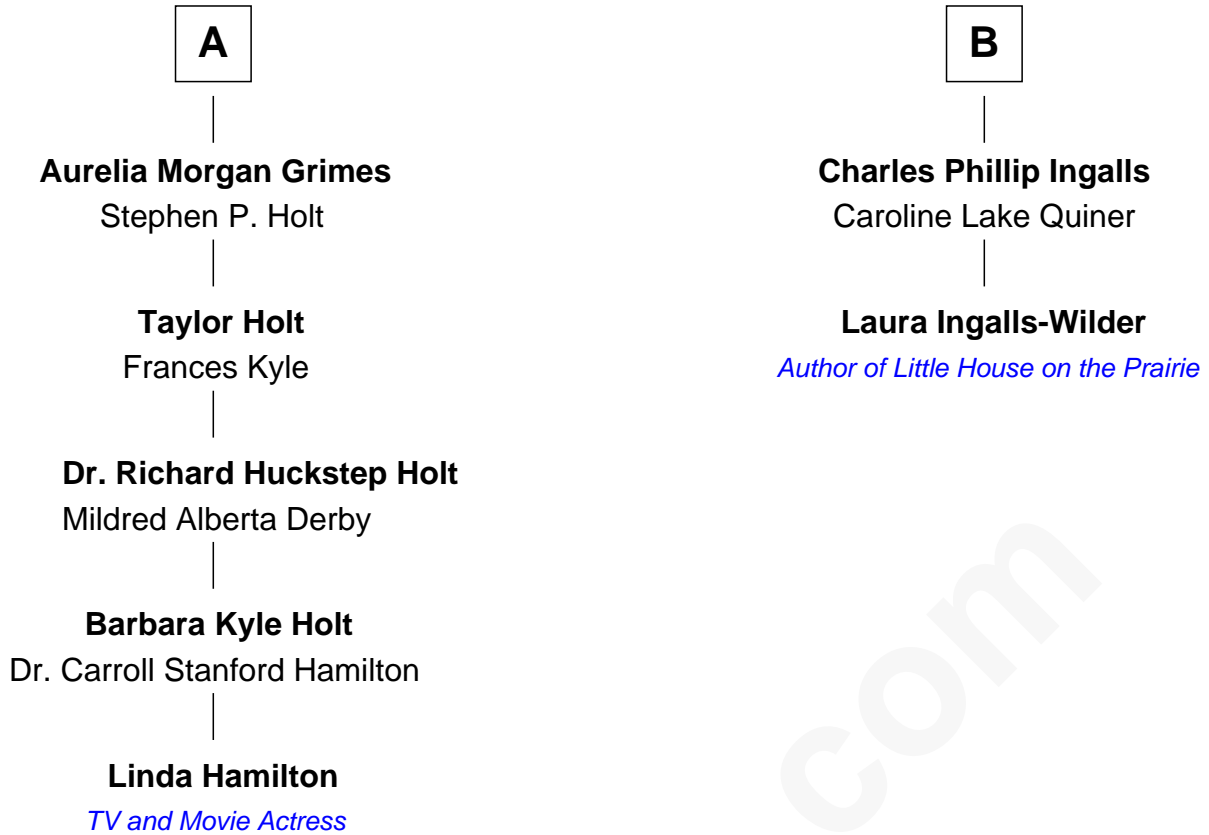 A
Aurelia Morgan Grimes
Stephen P. Holt
Taylor Holt
Frances Kyle
Dr. Richard Huckstep Holt
Mildred Alberta Derby
Barbara Kyle Holt
Dr. Carroll Stanford Hamilton
Linda Hamilton
TV and Movie Actress
B
Charles Phillip Ingalls
Caroline Lake Quiner
Laura Ingalls-Wilder
Author of Little House on the Prairie
com